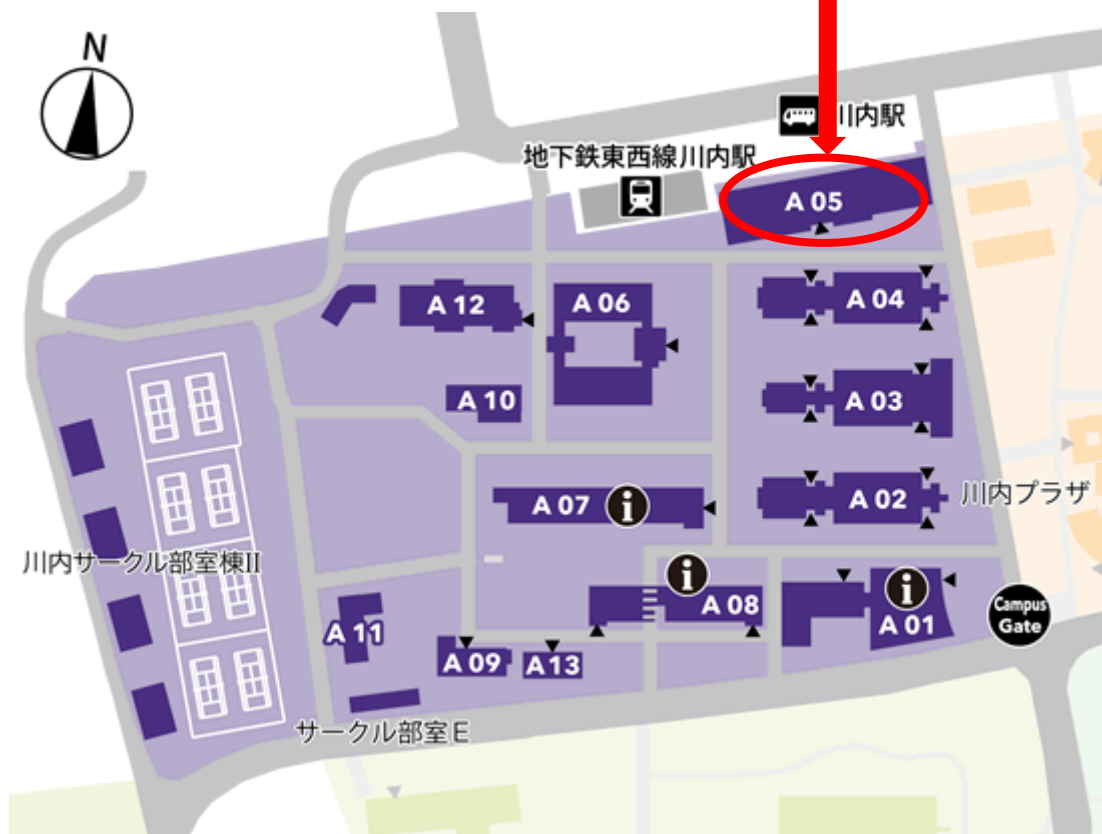 N
川内駅
地下鉄東西線川内駅
A 05
A 12
A 06
A 04
A 10
A 03
A 07
i
A 02
川内プラザ
川内サークル部室棟II
i
A 08
i
A 01
Campus
Gate
A 11
A 09
A 13
サークル部室E